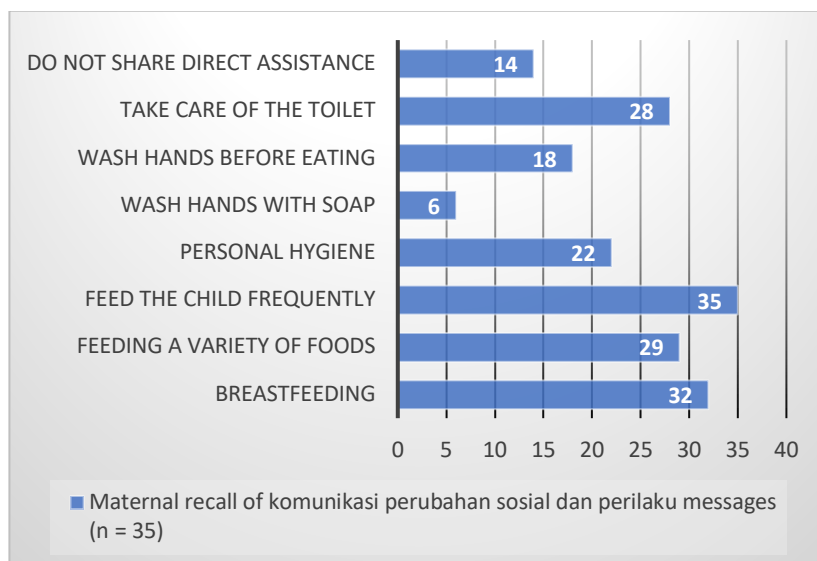 DO NOT SHARE DIRECT ASSISTANCE
14
TAKE CARE OF THE TOILET
28
WASH HANDS BEFORE EATING
18
WASH HANDS WITH SOAP
6
PERSONAL HYGIENE
22
FEED THE CHILD FREQUENTLY
35
FEEDING A VARIETY OF FOODS
29
BREASTFEEDING
32
0 5 10 15 20 25 30 35 40
Maternal recall of komunikasi perubahan sosial dan perilaku messages
(n = 35)